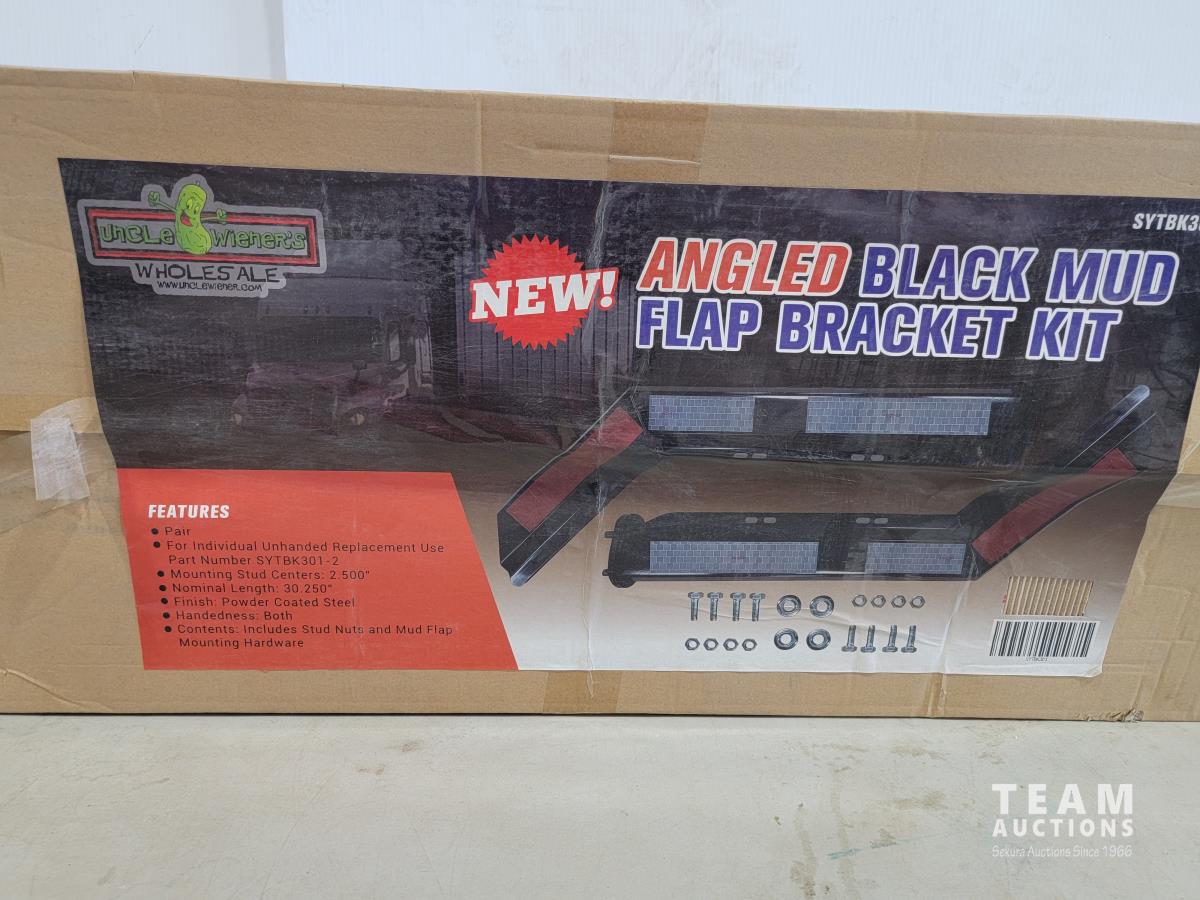 UNCLE WIENER'S
WHOLESALE
WWW.UNCLEWIENER.COM
NEW!
SYTBK3
ANGLED BLACK MUD
FLAP BRACKET KIT
FEATURES
• Pair
• For Individual Unhanded Replacement Use
Part Number SYTBK301-2
• Mounting Stud Centers: 2.500"
• Nominal Length: 30.250"
• Finish: Powder Coated Steel
• Handedness: Both
• Contents: Includes Stud Nuts and Mud Flap
Mounting Hardware
SYTBK301
TEAM
AUCTIONS
Sekura Auctions Since 1966